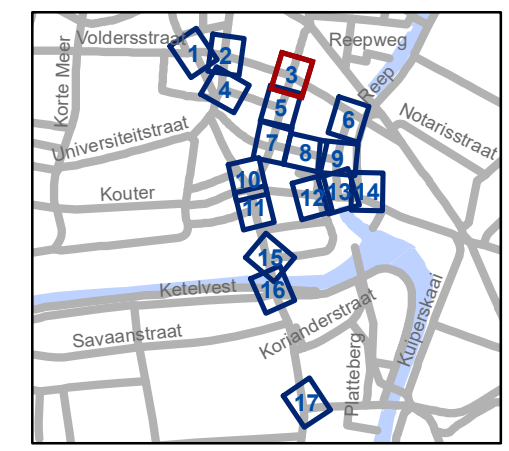 Voldersstraat
Reepweg
Korte Meer
1
2
3
4
Reep
5
6
Notarisstraat
Universiteitstraat
7
8
9
10
Kouter
11
12
13
14
15
Ketelvest
16
Korianderstraat
Kuiperskaai
Savaanstraat
Platteberg
17